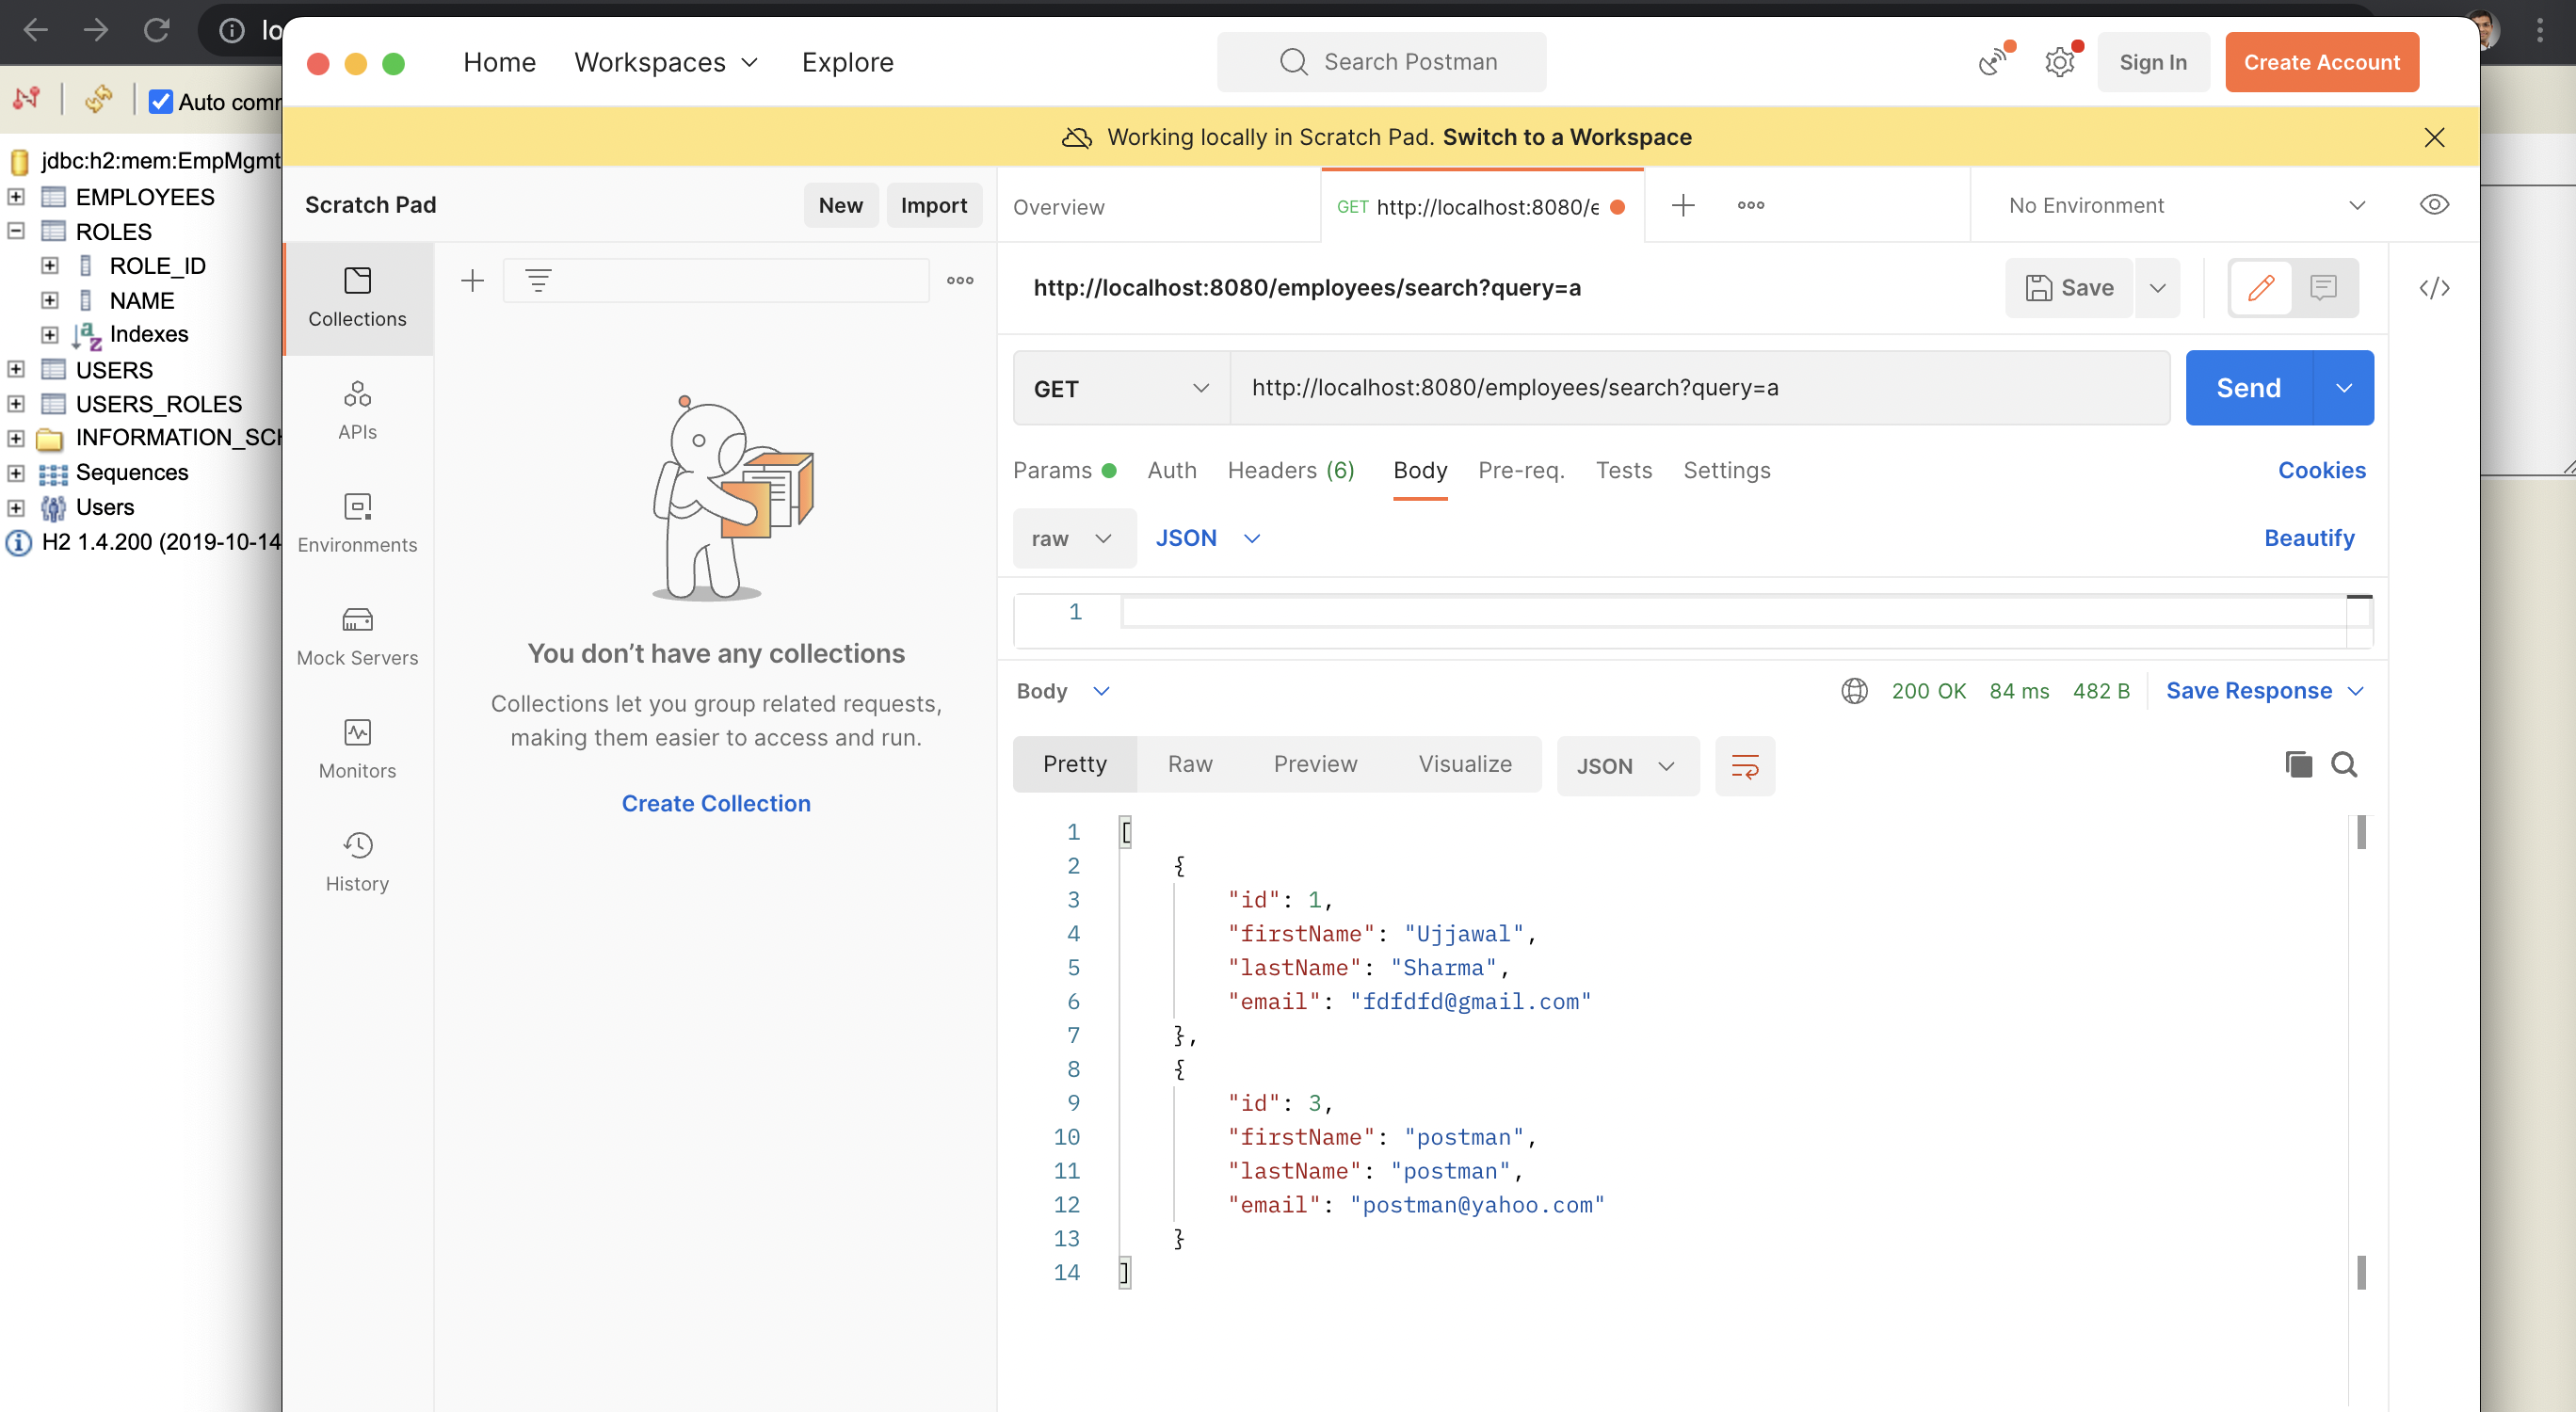 lo
Auto comm
jdbc:h2:mem:EmpMgmt
EMPLOYEES
ROLES
ROLE_ID
NAME
Indexes
USERS
USERS_ROLES
INFORMATION_SCH
Sequences
Users
H2 1.4.200 (2019-10-14
Home Workspaces Explore
Search Postman
Sign In Create Account
Working locally in Scratch Pad. Switch to a Workspace
Scratch Pad New Import
Overview GET http://localhost:8080/e No Environment
Collections
APIs
Environments
Mock Servers
Monitors
History
You don’t have any collections
Collections let you group related requests,
making them easier to access and run.
Create Collection
http://localhost:8080/employees/search?query=a Save
GET http://localhost:8080/employees/search?query=a Send
Params Auth Headers (6) Body Pre-req. Tests Settings Cookies
raw JSON Beautify
1
Body 200 OK 84 ms 482 B Save Response
Pretty Raw Preview Visualize JSON
1 [
2 {
3 "id": 1,
4 "firstName": "Ujjawal",
5 "lastName": "Sharma",
6 "email": "fdfdfd@gmail.com"
7 },
8 {
9 "id": 3,
10 "firstName": "postman",
11 "lastName": "postman",
12 "email": "postman@yahoo.com"
13 }
14 ]